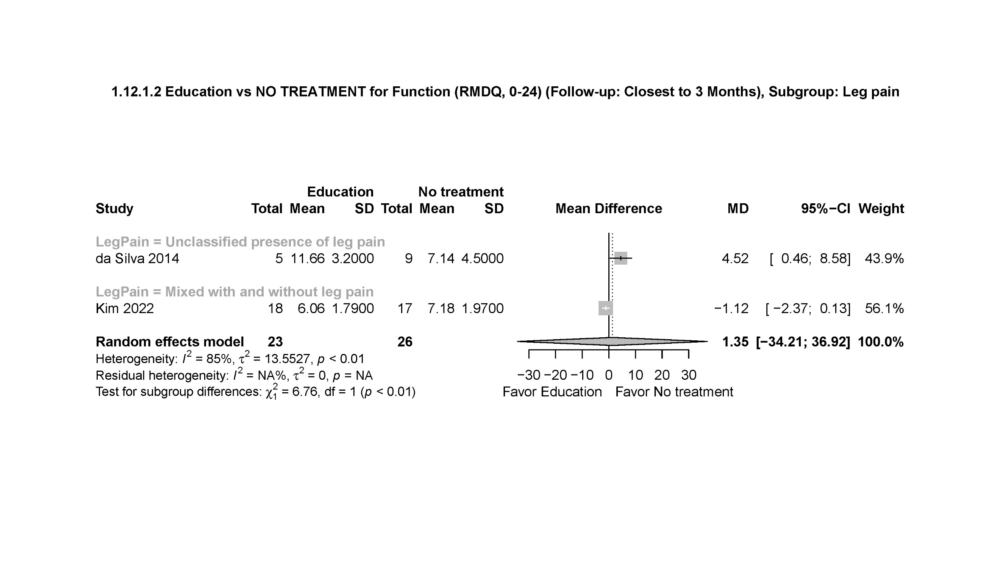 1.12.1.2 Education vs NO TREATMENT for Function (RMDQ, 0-24) (Follow-up: Closest to 3 Months), Subgroup: Leg pain
Education No treatment
Study Total Mean SD Total Mean SD Mean Difference MD 95%−CI Weight
LegPain = Unclassified presence of leg pain
da Silva 2014 5 11.66 3.2000 9 7.14 4.5000 4.52 [ 0.46; 8.58] 43.9%
LegPain = Mixed with and without leg pain
Kim 2022 18 6.06 1.7900 17 7.18 1.9700 −1.12 [ −2.37; 0.13] 56.1%
Random effects model 23 26 1.35 [−34.21; 36.92] 100.0%
Heterogeneity: I² = 85%, τ² = 13.5527, p < 0.01
Residual heterogeneity: I² = NA%, τ² = 0, p = NA −30 −20 −10 0 10 20 30
Test for subgroup differences: χ²₁ = 6.76, df = 1 (p < 0.01) Favor Education Favor No treatment